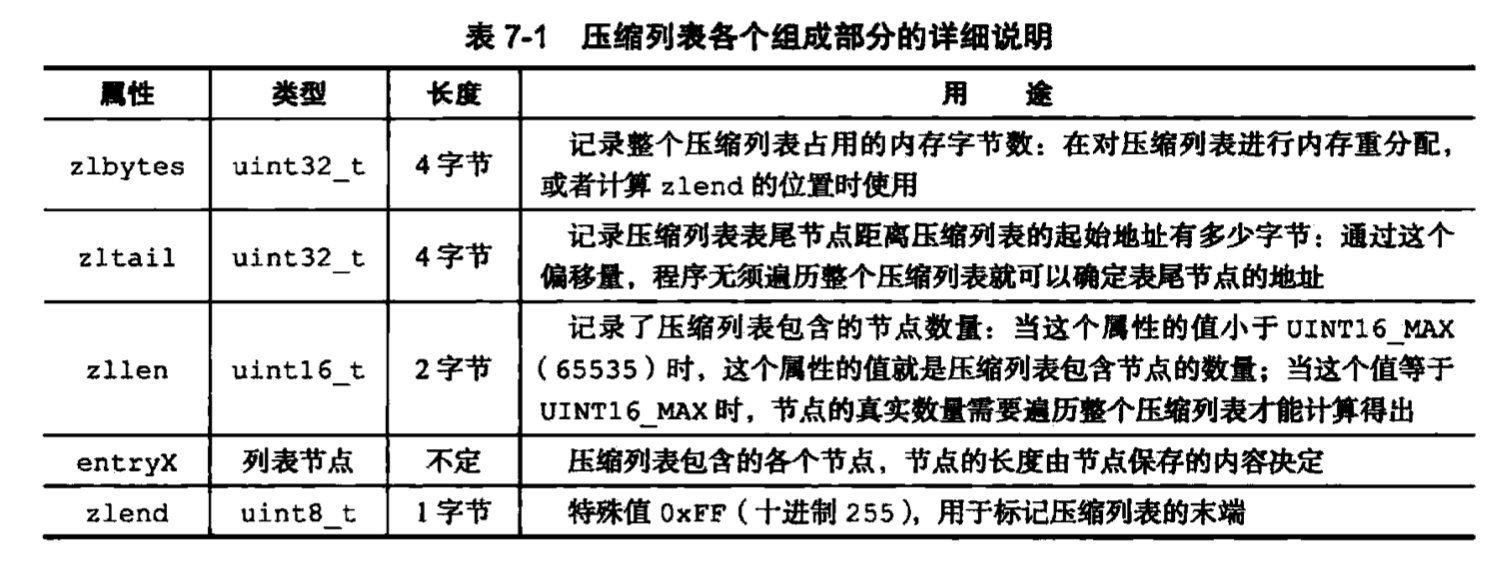 表 7-1 压缩列表各个组成部分的详细说明
属性 类型 长度 用 途
zlbytes uint32_t 4 字节 记录整个压缩列表占用的内存字节数：在对压缩列表进行内存重分配，
或者计算 zlend 的位置时使用
zltail uint32_t 4 字节 记录压缩列表表尾节点距离压缩列表的起始地址有多少字节：通过这个
偏移量，程序无须遍历整个压缩列表就可以确定表尾节点的地址
zllen uint16_t 2 字节 记录了压缩列表包含的节点数量：当这个属性的值小于 UINT16_MAX
（65535）时，这个属性的值就是压缩列表包含节点的数量；当这个值等于
UINT16_MAX 时，节点的真实数量需要遍历整个压缩列表才能计算得出
entryX 列表节点 不定 压缩列表包含的各个节点，节点的长度由节点保存的内容决定
zlend uint8_t 1 字节 特殊值 0xFF（十进制 255），用于标记压缩列表的末端